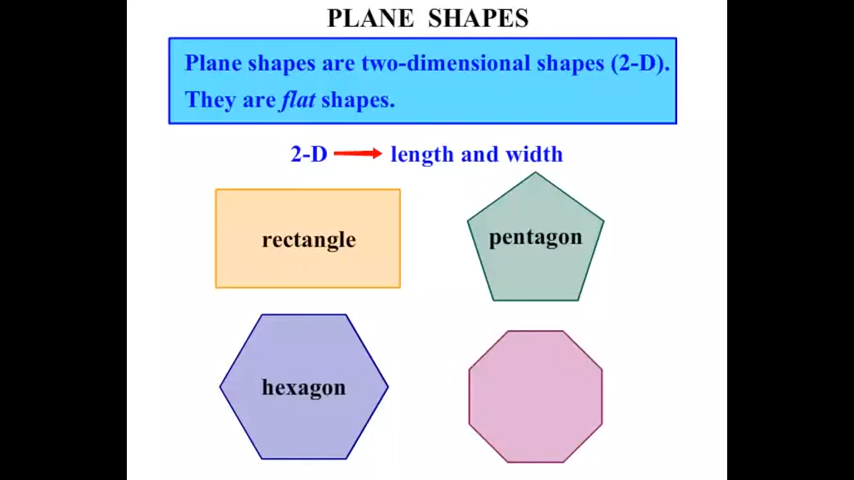 PLANE SHAPES
Plane shapes are two-dimensional shapes (2-D).
They are flat shapes.
2-D length and width
rectangle
pentagon
hexagon